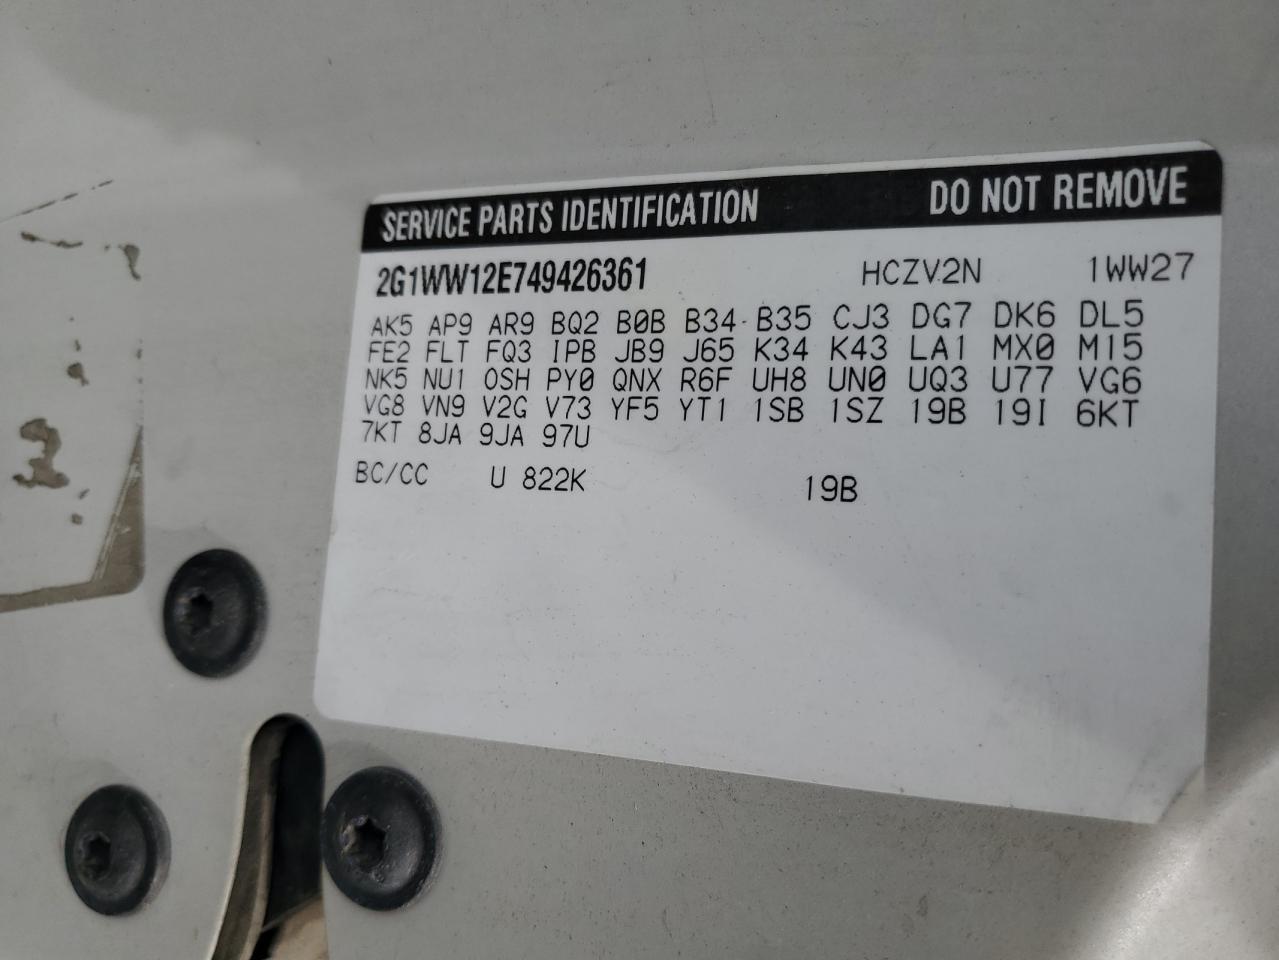 SERVICE PARTS IDENTIFICATION DO NOT REMOVE
2G1WW12E749426361 HCZV2N 1WW27
AK5 AP9 AR9 BQ2 B0B B34 B35 CJ3 DG7 DK6 DL5
FE2 FLT FQ3 IPB JB9 J65 K34 K43 LA1 MX0 M15
NK5 NU1 0SH PY0 QNX R6F UH8 UN0 UQ3 U77 VG6
VG8 VN9 V2G V73 YF5 YT1 1SB 1SZ 19B 19I 6KT
7KT 8JA 9JA 97U
BC/CC U 822K 19B